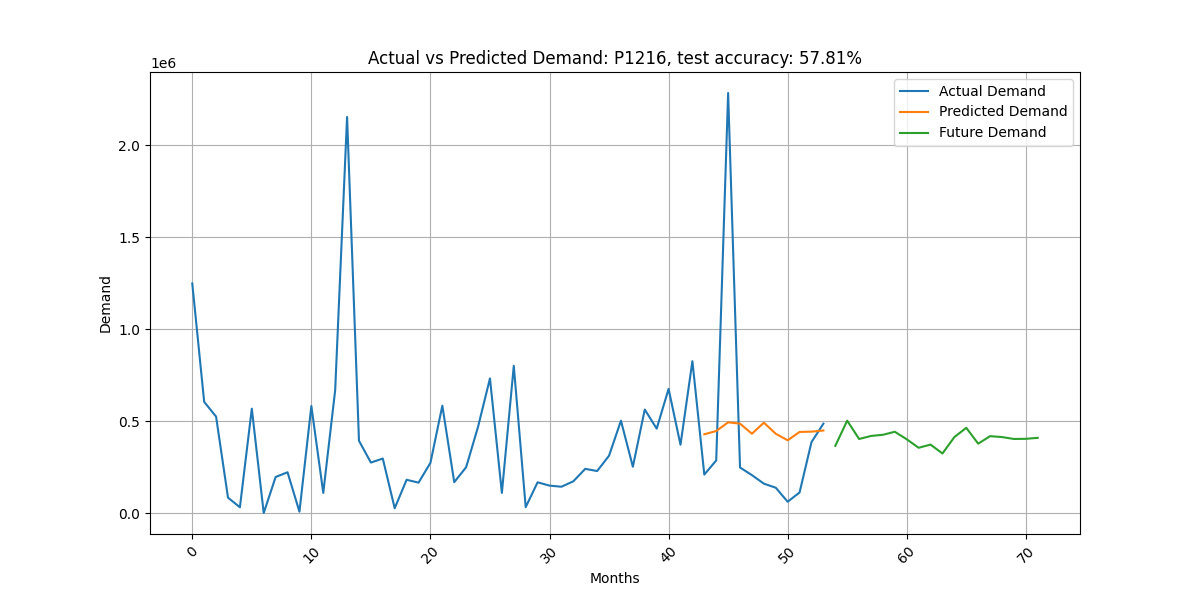 Actual vs Predicted Demand: P1216, test accuracy: 57.81%
1e6
Actual Demand
Predicted Demand
Future Demand
2.0
1.5
1.0
0.5
0.0
Demand
0 10 20 30 40 50 60 70
Months